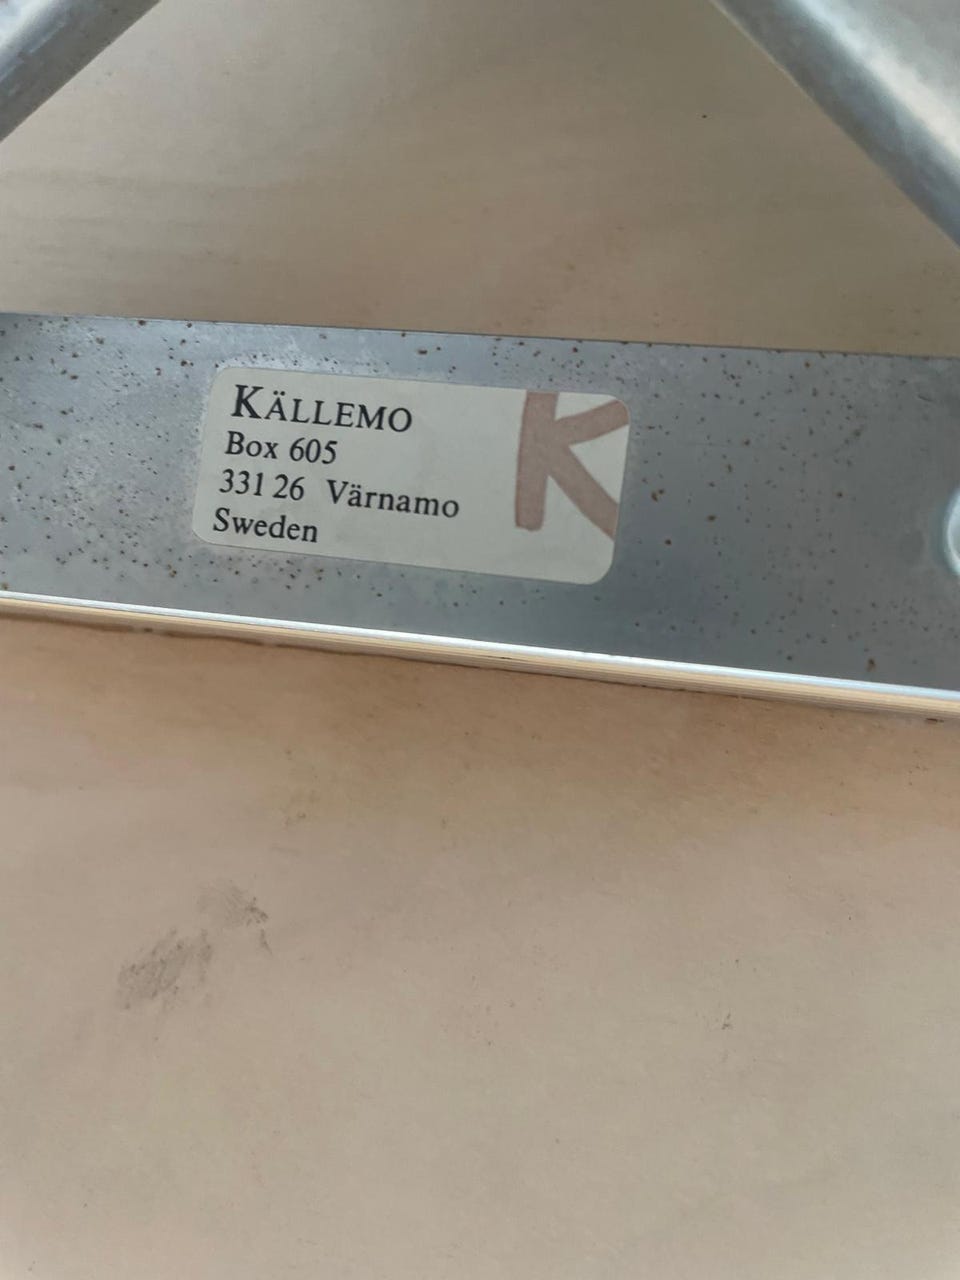 KÄLLEMO
Box 605
331 26 Värnamo
Sweden
K